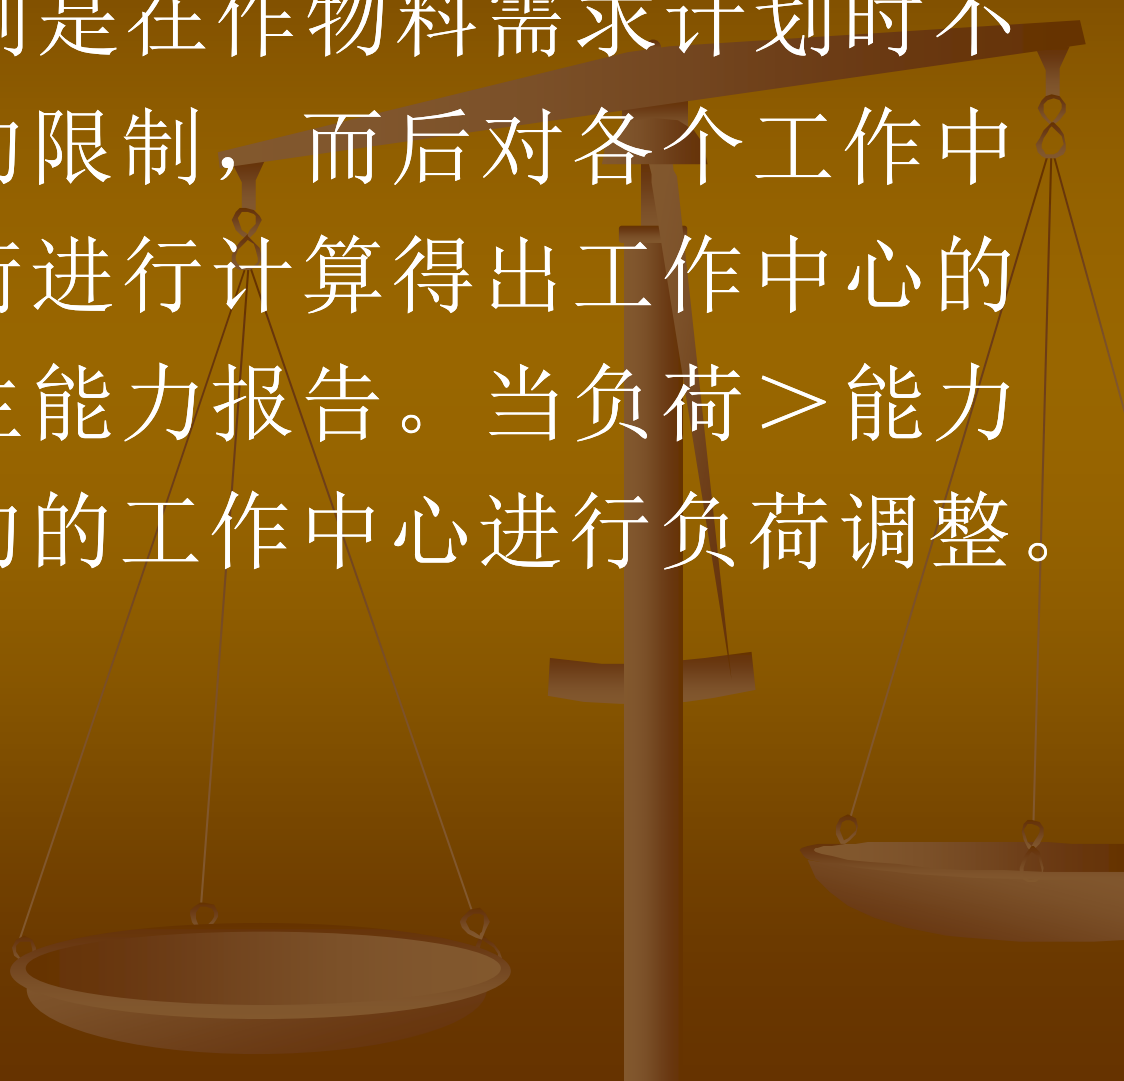 是在作物料需求计划时不
限制，而后对各个工作中
进行计算得出工作中心的
能力报告。当负荷＞能力
的工作中心进行负荷调整。